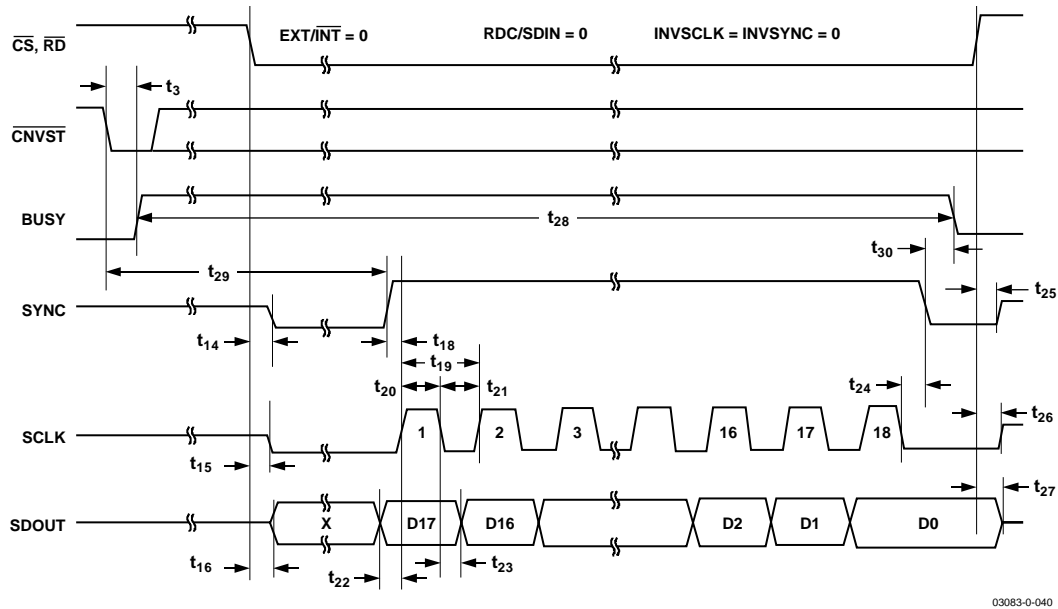 EXT/INT = 0 RDC/SDIN = 0 INVSCLK = INVSYNC = 0
CS, RD
t3
CNVST
BUSY
t28
t30
t29
t25
SYNC
t14
t18
t19
t20
t21
t24
t26
SCLK
1 2 3 16 17 18
t15
t27
SDOUT
X D17 D16 D2 D1 D0
t16
t22
t23
03083-0-040